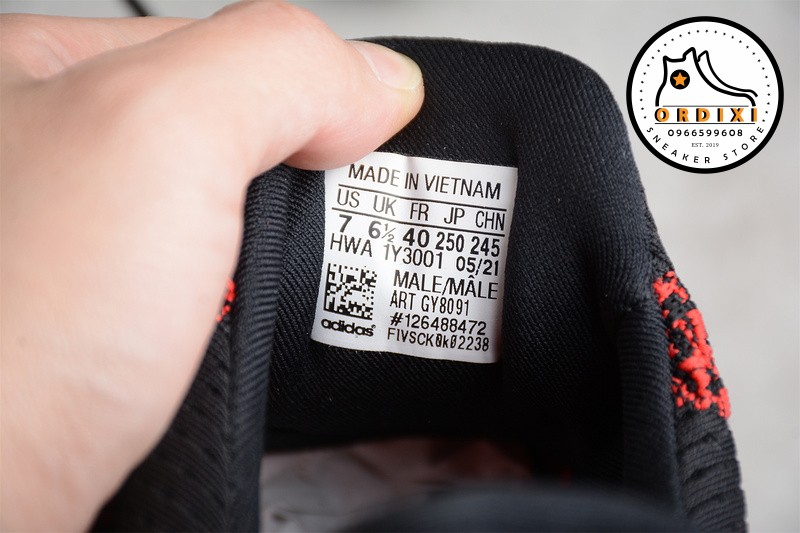 MADE IN VIETNAM
US UK FR JP CHN
7 6½ 40 250 245
HWA 1Y3001 05/21
MALE/MÂLE
ART GY8091
#126488472
adidas FIVSCK0k02238
ORDIXI
0966599608
EST. 2019
SNEAKER STORE